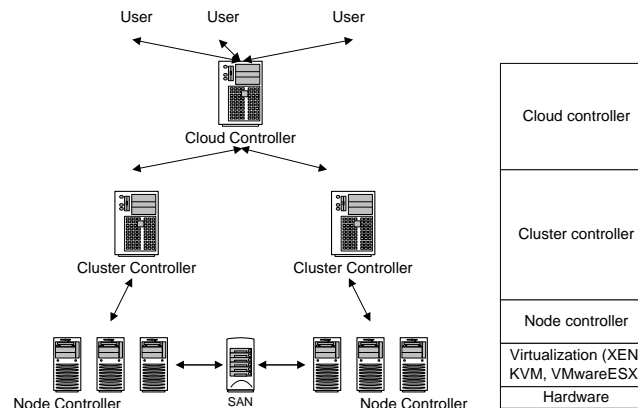 User User User
Cloud Controller
Cluster Controller Cluster Controller
Node Controller SAN Node Controller
Cloud controller
Cluster controller
Node controller
Virtualization (XEN
KVM, VMwareESX
Hardware